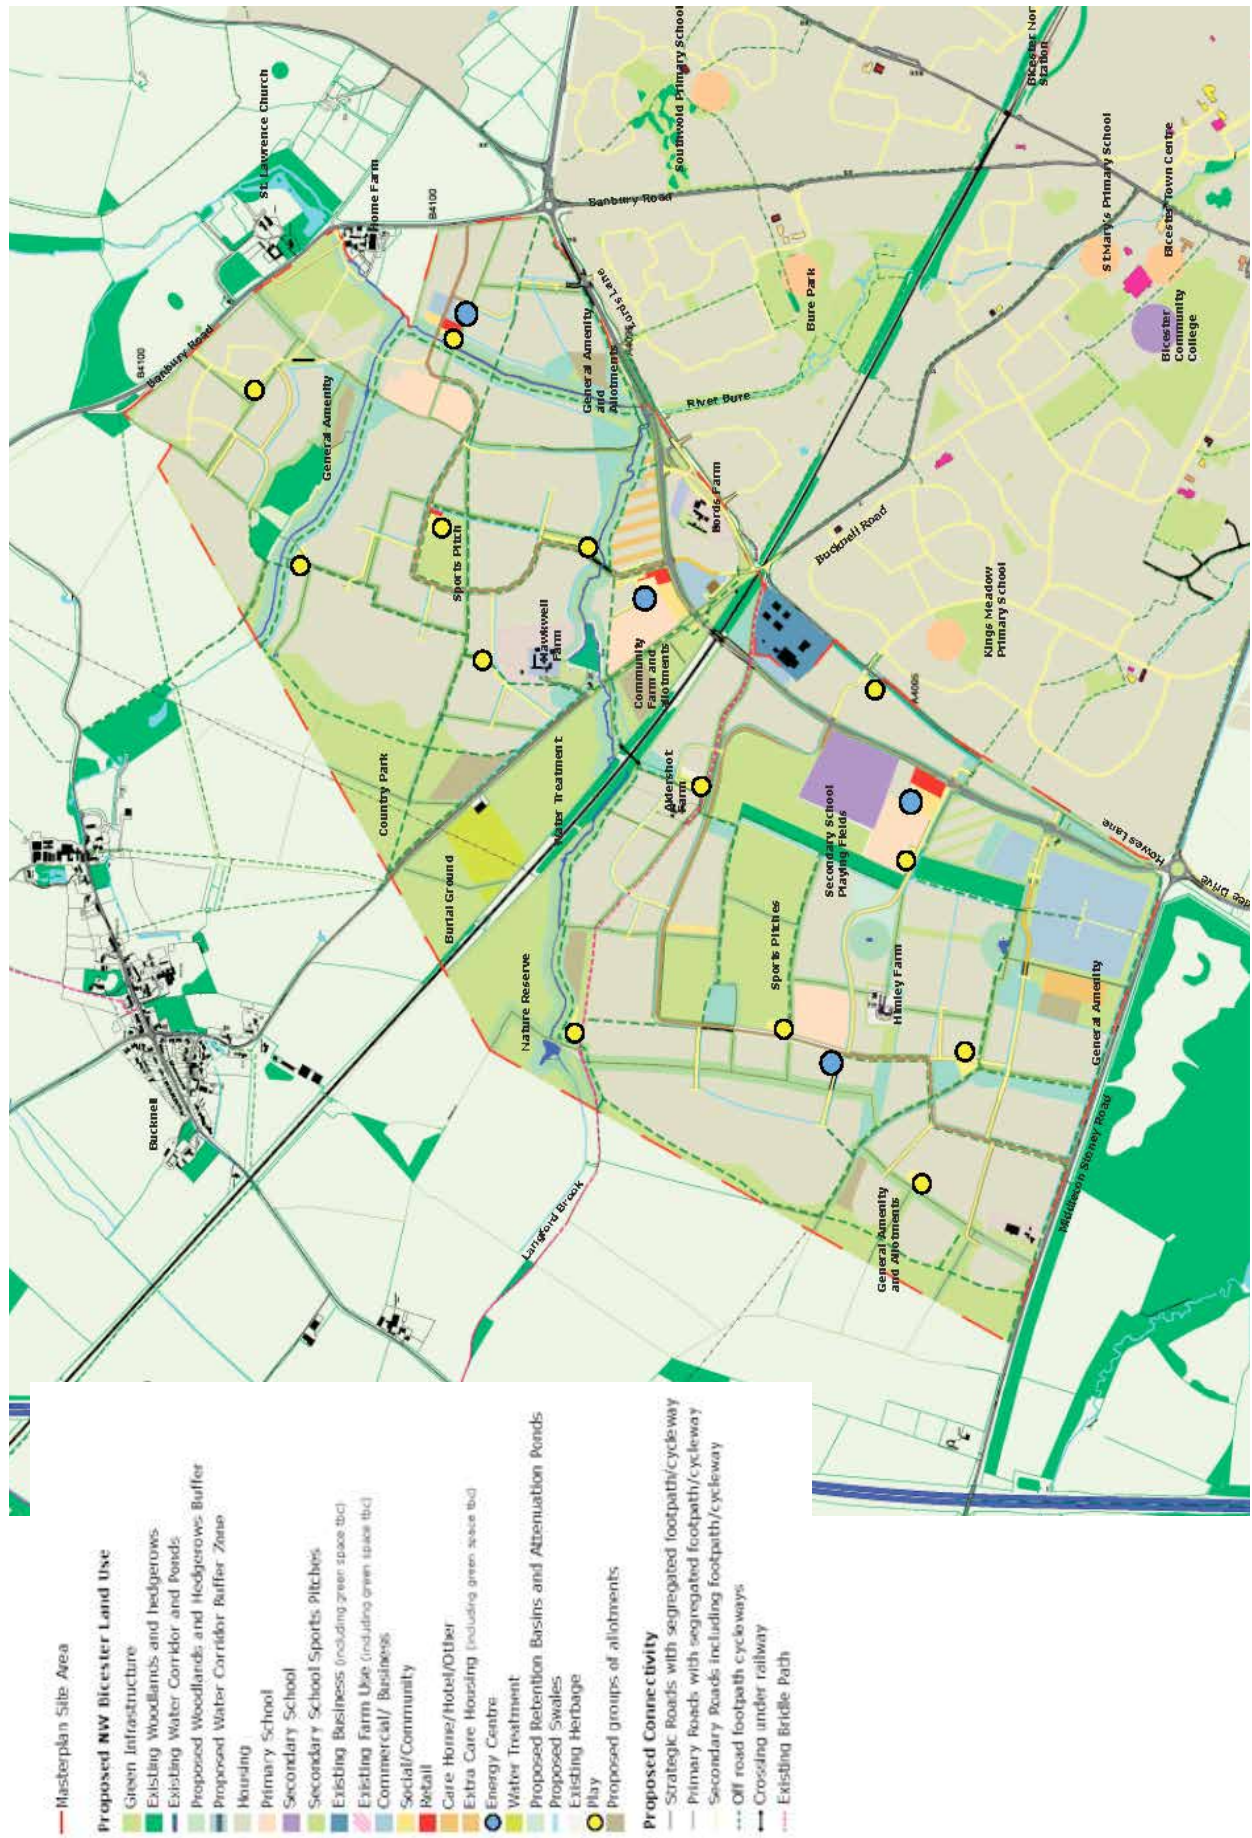 Masterplan Site Area
Proposed NW Bicester Land Use
Green Infrastructure
Existing Woodlands and hedgerows
Existing Water Corridor and Ponds
Proposed Woodlands and Hedgerows Buffer
Proposed Water Corridor Buffer Zone
Housing
Primary School
Secondary School
Secondary School Sports Pitches
Existing Business (including green space tbc)
Existing Farm Use (including green space tbc)
Commercial/ Business
Social/Community
Retail
Care Home/Hotel/Other
Extra Care Housing (including green space tbc)
Energy Centre
Water Treatment
Proposed Retention Basins and Attenuation Ponds
Proposed Swales
Existing Herbage
Play
Proposed groups of allotments
Proposed Connectivity
Strategic Roads with segregated footpath/cycleway
Primary Roads with segregated footpath/cycleway
Secondary Roads including footpath/cycleway
Off road footpath cycleways
Crossing under railway
Existing Bridle Path
Bucknell
Langford Brook
Nature Reserve
Burial Ground
Country Park
Water Treatment
General Amenity
Banbury Road
B4100
St. Lawrence Church
Home Farm
B4100
Sports Pitch
Hawkwell
Farm
General Amenity
and Allotments
Lords Lane
A4095
Banbury Road
Southwold Primary School
Community
Farm and
Allotments
Lords Farm
River Bure
Bure Park
Aldershot
Farm
Bucknell Road
Secondary School
Playing Fields
Sports Pitches
Himley Farm
A4095
Kings Meadow
Primary School
Bicester
Community
College
St Mary's Primary School
Bicester Town Centre
Station
General Amenity
and Allotments
General Amenity
Middleton Stoney Road
Howes Lane
Drive